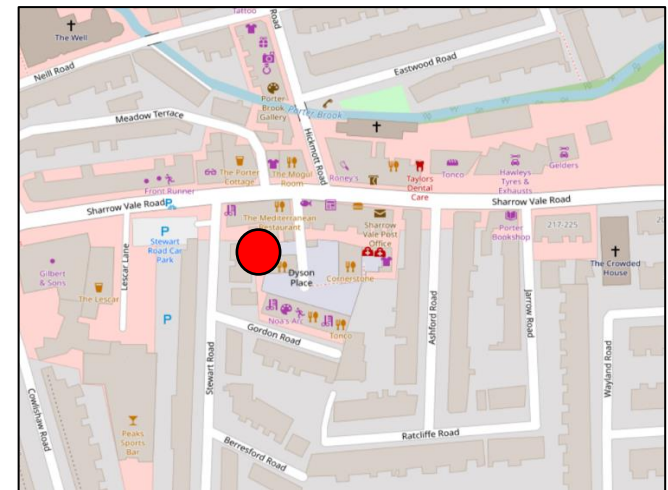 Tattoo
Road
The Well
Neill Road
Eastwood Road
Porter
Brook
Gallery
Porter Brook
Meadow Terrace
Hickmott Road
The Porter
Cottage
The Mogul
Room
Roney's
Taylors
Dental
Care
Tonco
Hawleys
Tyres &
Exhausts
Gelders
Front Runner
Sharrow Vale Road
Sharrow Vale Road
The Mediterranean
Restaurant
Sharrow
Vale Post
Office
Porter
Bookshop
217-225
P
Stewart
Road Car
Park
Lescar Lane
Gilbert
& Sons
The Lescar
Dyson
Place
Cornerstone
The Crowded
House
P
Noa's Arc
Tonco
Gordon Road
Stewart Road
Ashford Road
Jarrow Road
Wayland Road
Cowlishaw Road
Peaks
Sports
Bar
Berresford Road
Ratcliffe Road